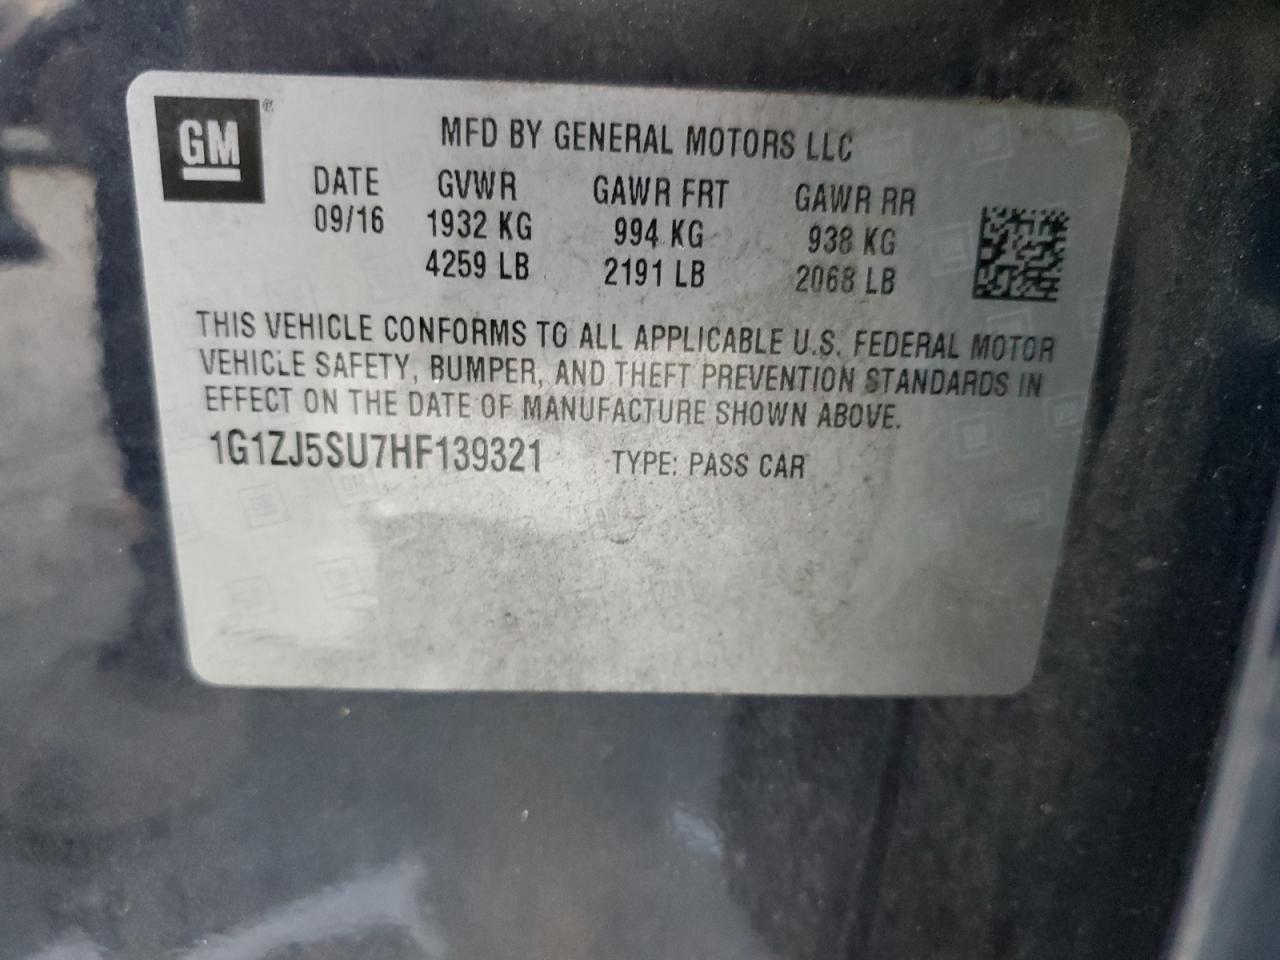 GM®
MFD BY GENERAL MOTORS LLC
DATE GVWR GAWR FRT GAWR RR
09/16 1932 KG 994 KG 938 KG
4259 LB 2191 LB 2068 LB
THIS VEHICLE CONFORMS TO ALL APPLICABLE U.S. FEDERAL MOTOR
VEHICLE SAFETY, BUMPER, AND THEFT PREVENTION STANDARDS IN
EFFECT ON THE DATE OF MANUFACTURE SHOWN ABOVE.
1G1ZJ5SU7HF139321 TYPE: PASS CAR